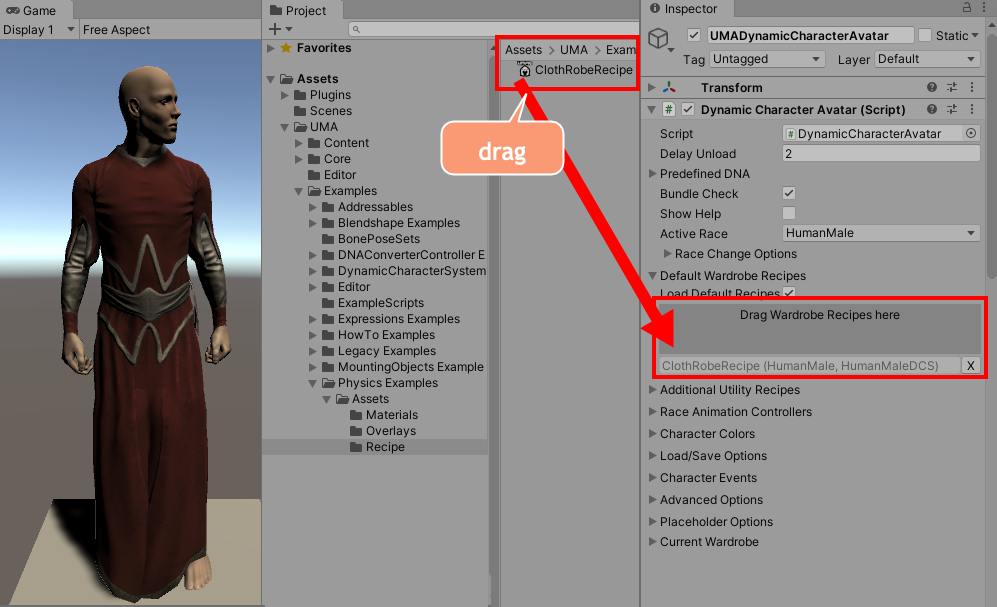 Game
Display 1
Free Aspect
Project
Favorites
Assets
Plugins
Scenes
UMA
Content
Core
Editor
Examples
Addressables
Blendshape Examples
BonePoseSets
DNAConverterController E
DynamicCharacterSystem
Editor
ExampleScripts
Expressions Examples
HowTo Examples
Legacy Examples
MountingObjects Example
Physics Examples
Assets
Materials
Overlays
Recipe
Assets > UMA > Exam
ClothRobeRecipe
drag
Inspector
UMADynamicCharacterAvatar
Static
Tag Untagged Layer Default
Transform
# Dynamic Character Avatar (Script)
Script # DynamicCharacterAvatar
Delay Unload 2
Predefined DNA
Bundle Check
Show Help
Active Race HumanMale
Race Change Options
Default Wardrobe Recipes
Load Default Recipes
Drag Wardrobe Recipes here
ClothRobeRecipe (HumanMale, HumanMaleDCS) X
Additional Utility Recipes
Race Animation Controllers
Character Colors
Load/Save Options
Character Events
Advanced Options
Placeholder Options
Current Wardrobe